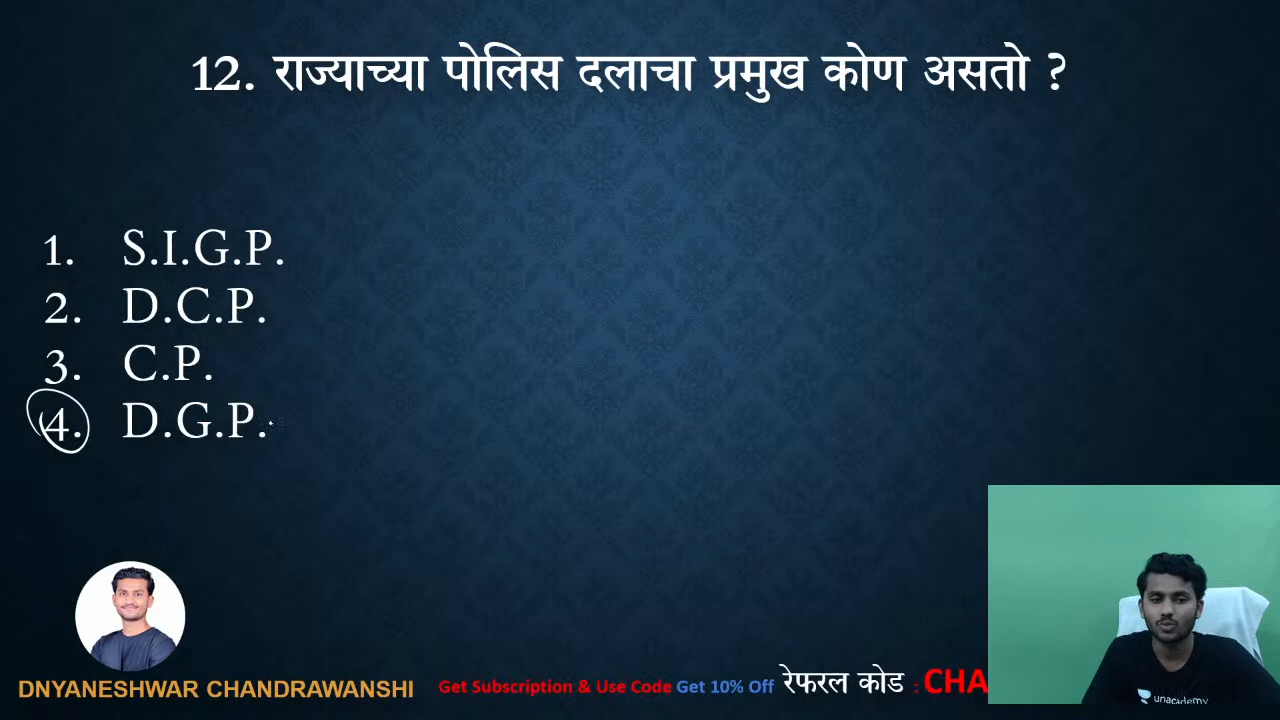 12. राज्याच्या पोलिस दलाचा प्रमुख कोण असतो ?
1. S.I.G.P.
2. D.C.P.
3. C.P.
4. D.G.P.
DNYANESHWAR CHANDRAWANSHI
Get Subscription & Use Code Get 10% Off रेफरल कोड : CHA
unacademy